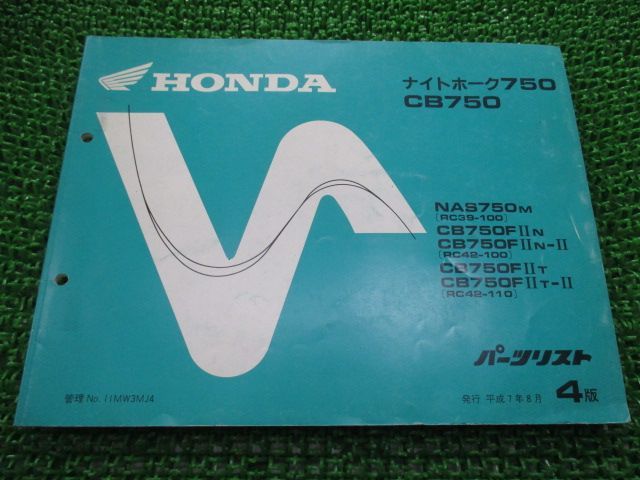 HONDA
ナイトホーク750
CB750
NAS750M
[RC39-100]
CB750FⅡN
CB750FⅡN-Ⅱ
[RC42-100]
CB750FⅡT
CB750FⅡT-Ⅱ
[RC42-110]
パーツリスト
管理 No. 11MW3MJ4
発行 平成7年8月 4版